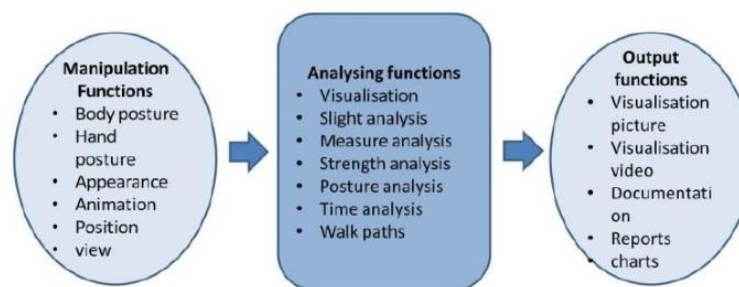 Manipulation
Functions
• Body posture
• Hand
posture
• Appearance
• Animation
• Position
• view
Analysing functions
• Visualisation
• Slight analysis
• Measure analysis
• Strength analysis
• Posture analysis
• Time analysis
• Walk paths
Output
functions
• Visualisation
picture
• Visualisation
video
• Documentati
on
• Reports
• charts